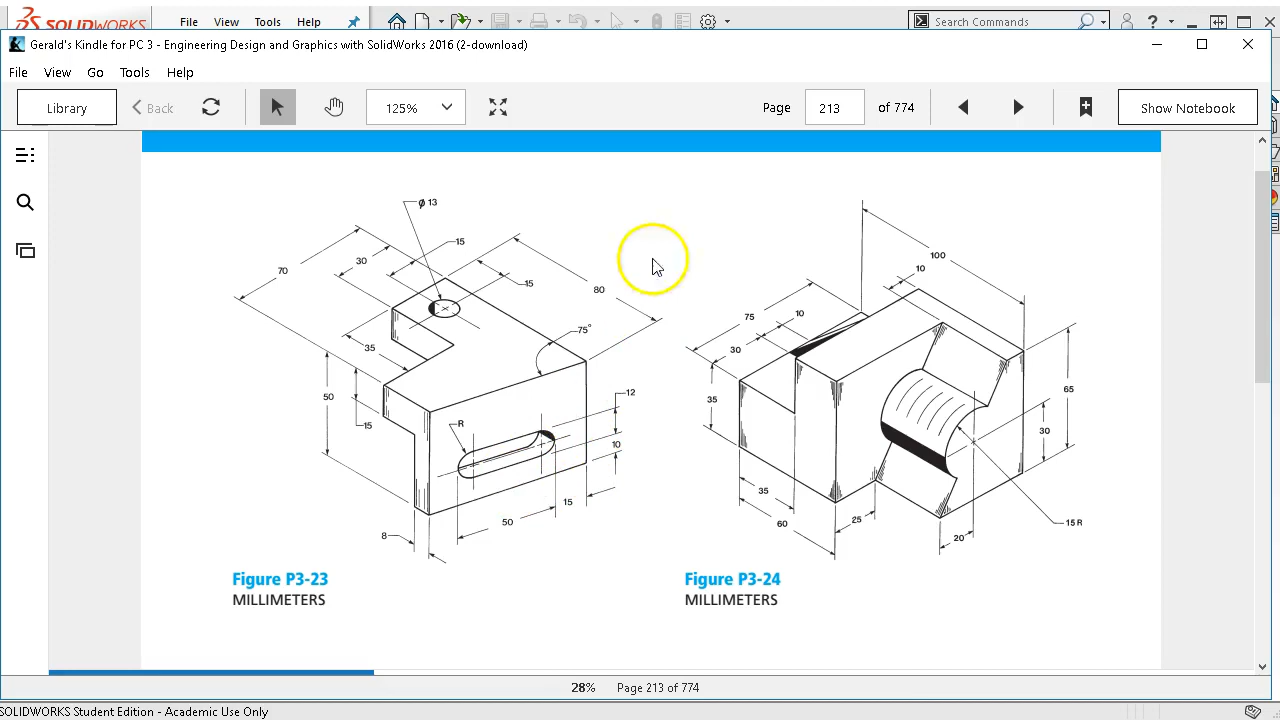 SOLIDWORKS File View Tools Help Search Commands ?
Gerald's Kindle for PC 3 - Engineering Design and Graphics with SolidWorks 2016 (2-download)
File View Go Tools Help
Library Back 125% Page 213 of 774 Show Notebook
Ø 13
15
30
70
15
80
75°
35
50
15
12
R
10
15
50
8
Figure P3-23
MILLIMETERS
100
10
75
10
30
35
65
30
35
60
25
20
15 R
Figure P3-24
MILLIMETERS
28% Page 213 of 774
SOLIDWORKS Student Edition - Academic Use Only